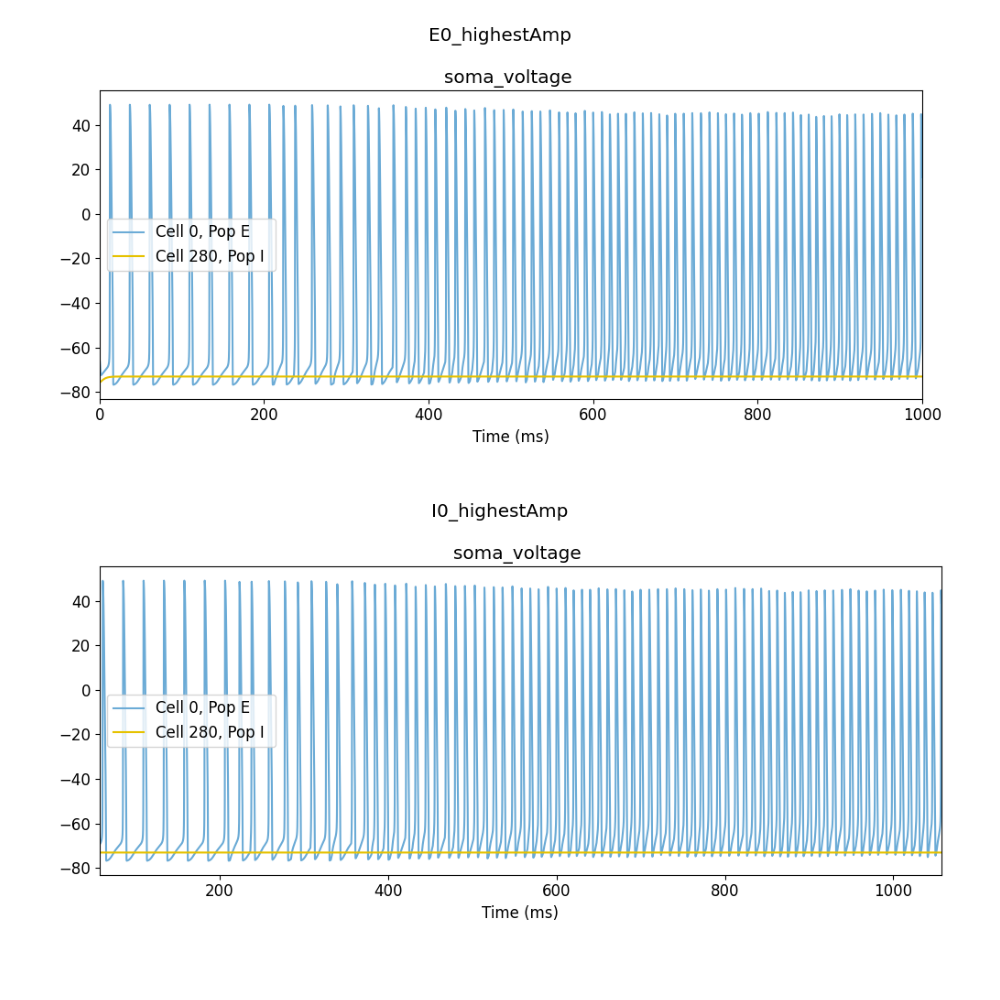 E0_highestAmp
soma_voltage
40
20
0
−20
−40
−60
−80
Cell 0, Pop E
Cell 280, Pop I
0 200 400 600 800 1000
Time (ms)
I0_highestAmp
soma_voltage
40
20
0
−20
−40
−60
−80
Cell 0, Pop E
Cell 280, Pop I
200 400 600 800 1000
Time (ms)